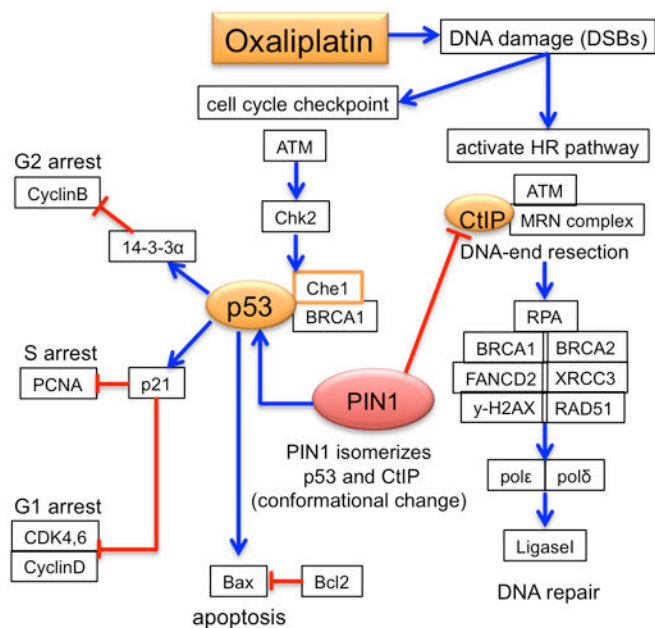 Oxaliplatin
DNA damage (DSBs)
cell cycle checkpoint
activate HR pathway
ATM
Chk2
G2 arrest
CyclinB
14-3-3α
p53
Che1
BRCA1
S arrest
PCNA
p21
G1 arrest
CDK4,6
CyclinD
PIN1
PIN1 isomerizes
p53 and CtIP
(conformational change)
Bax
Bcl2
apoptosis
ATM
CtIP
MRN complex
DNA-end resection
RPA
BRCA1 BRCA2
FANCD2 XRCC3
y-H2AX RAD51
polε polδ
LigaseI
DNA repair